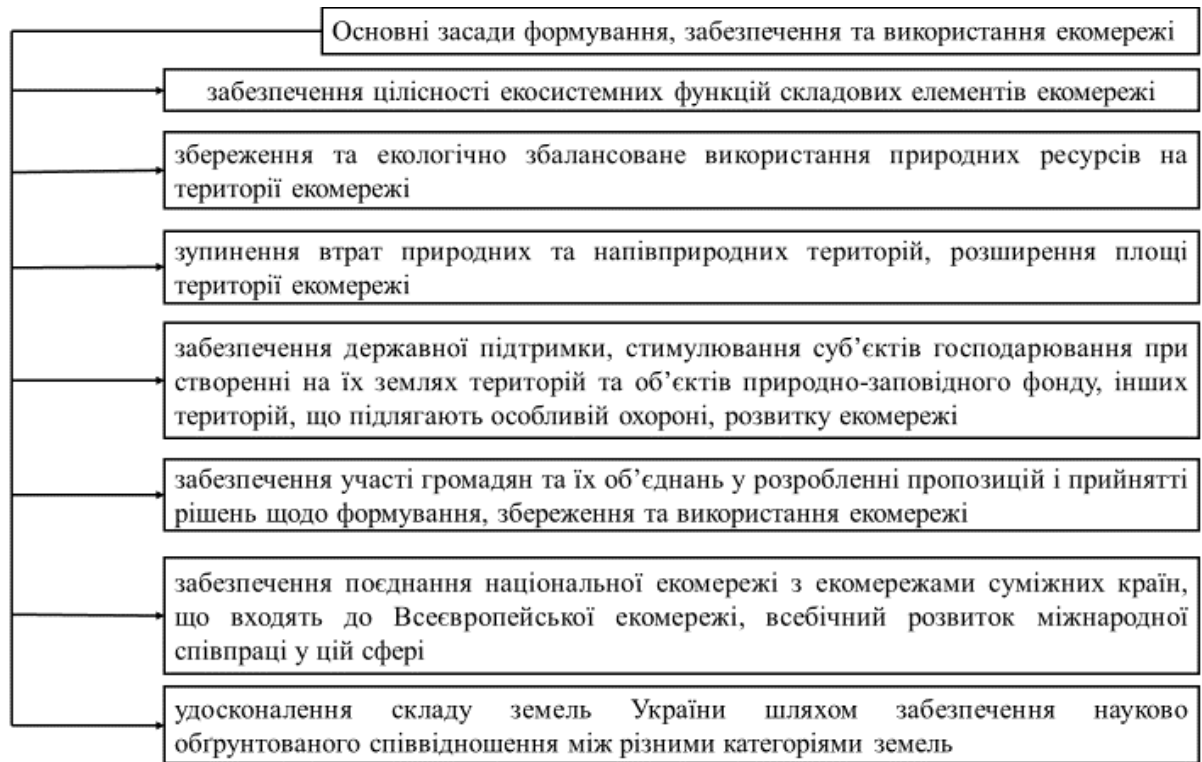 Основні засади формування, забезпечення та використання екомережі
забезпечення цілісності екосистемних функцій складових елементів екомережі
збереження та екологічно збалансоване використання природних ресурсів на
території екомережі
зупинення втрат природних та напівприродних територій, розширення площі
території екомережі
забезпечення державної підтримки, стимулювання суб’єктів господарювання при
створенні на їх землях територій та об’єктів природно-заповідного фонду, інших
територій, що підлягають особливій охороні, розвитку екомережі
забезпечення участі громадян та їх об’єднань у розробленні пропозицій і прийнятті
рішень щодо формування, збереження та використання екомережі
забезпечення поєднання національної екомережі з екомережами суміжних країн,
що входять до Всеєвропейської екомережі, всебічний розвиток міжнародної
співпраці у цій сфері
удосконалення складу земель України шляхом забезпечення науково
обґрунтованого співвідношення між різними категоріями земель